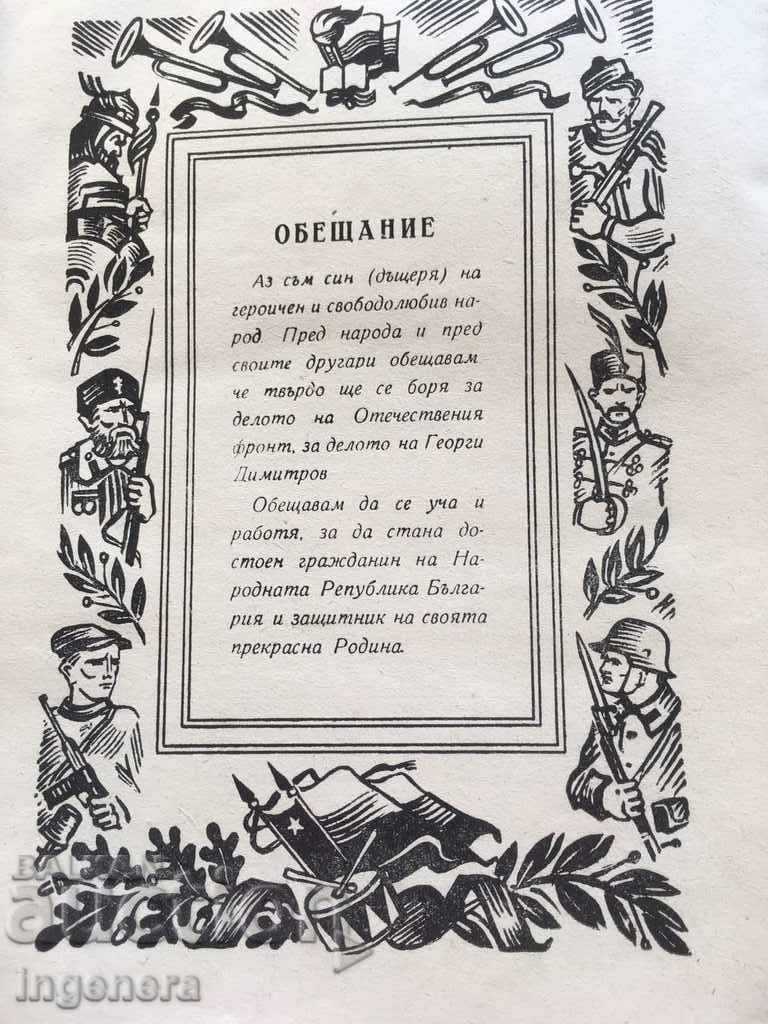 ОБЕЩАНИЕ
Аз съм син (дъщеря) на
героичен и свободолюбив на-
род. Пред народа и пред
своите другари обещавам
че твърдо ще се боря за
делото на Отечествения
фронт, за делото на Георги
Димитров
Обещавам да се уча и
работя, за да стана до-
стоен гражданин на На-
родната Република Бълга-
рия и защитник на своята
прекрасна Родина.
ingenera